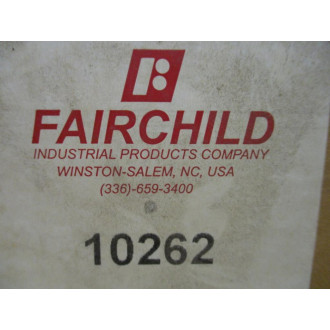 FAIRCHILD
INDUSTRIAL PRODUCTS COMPANY
WINSTON-SALEM, NC, USA
(336)-659-3400
10262